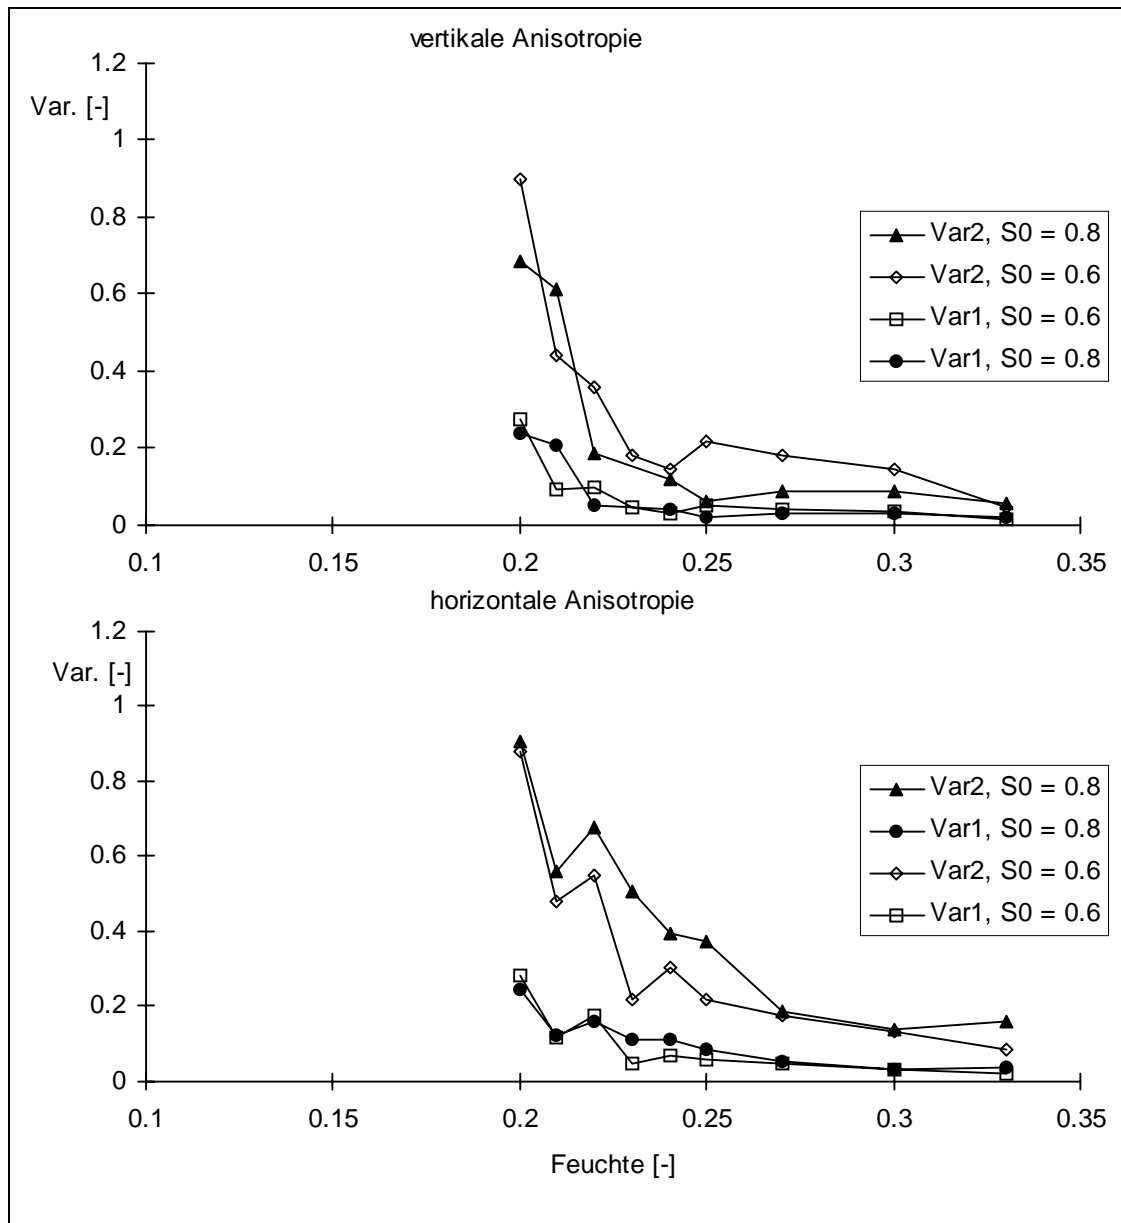 vertikale Anisotropie
1.2
Var. [-]
1
0.8
Var2, S0 = 0.8
Var2, S0 = 0.6
Var1, S0 = 0.6
Var1, S0 = 0.8
0.6
0.4
0.2
0
0.1 0.15 0.2 0.25 0.3 0.35
horizontale Anisotropie
1.2
Var. [-]
1
0.8
Var2, S0 = 0.8
Var1, S0 = 0.8
Var2, S0 = 0.6
Var1, S0 = 0.6
0.6
0.4
0.2
0
0.1 0.15 0.2 0.25 0.3 0.35
Feuchte [-]